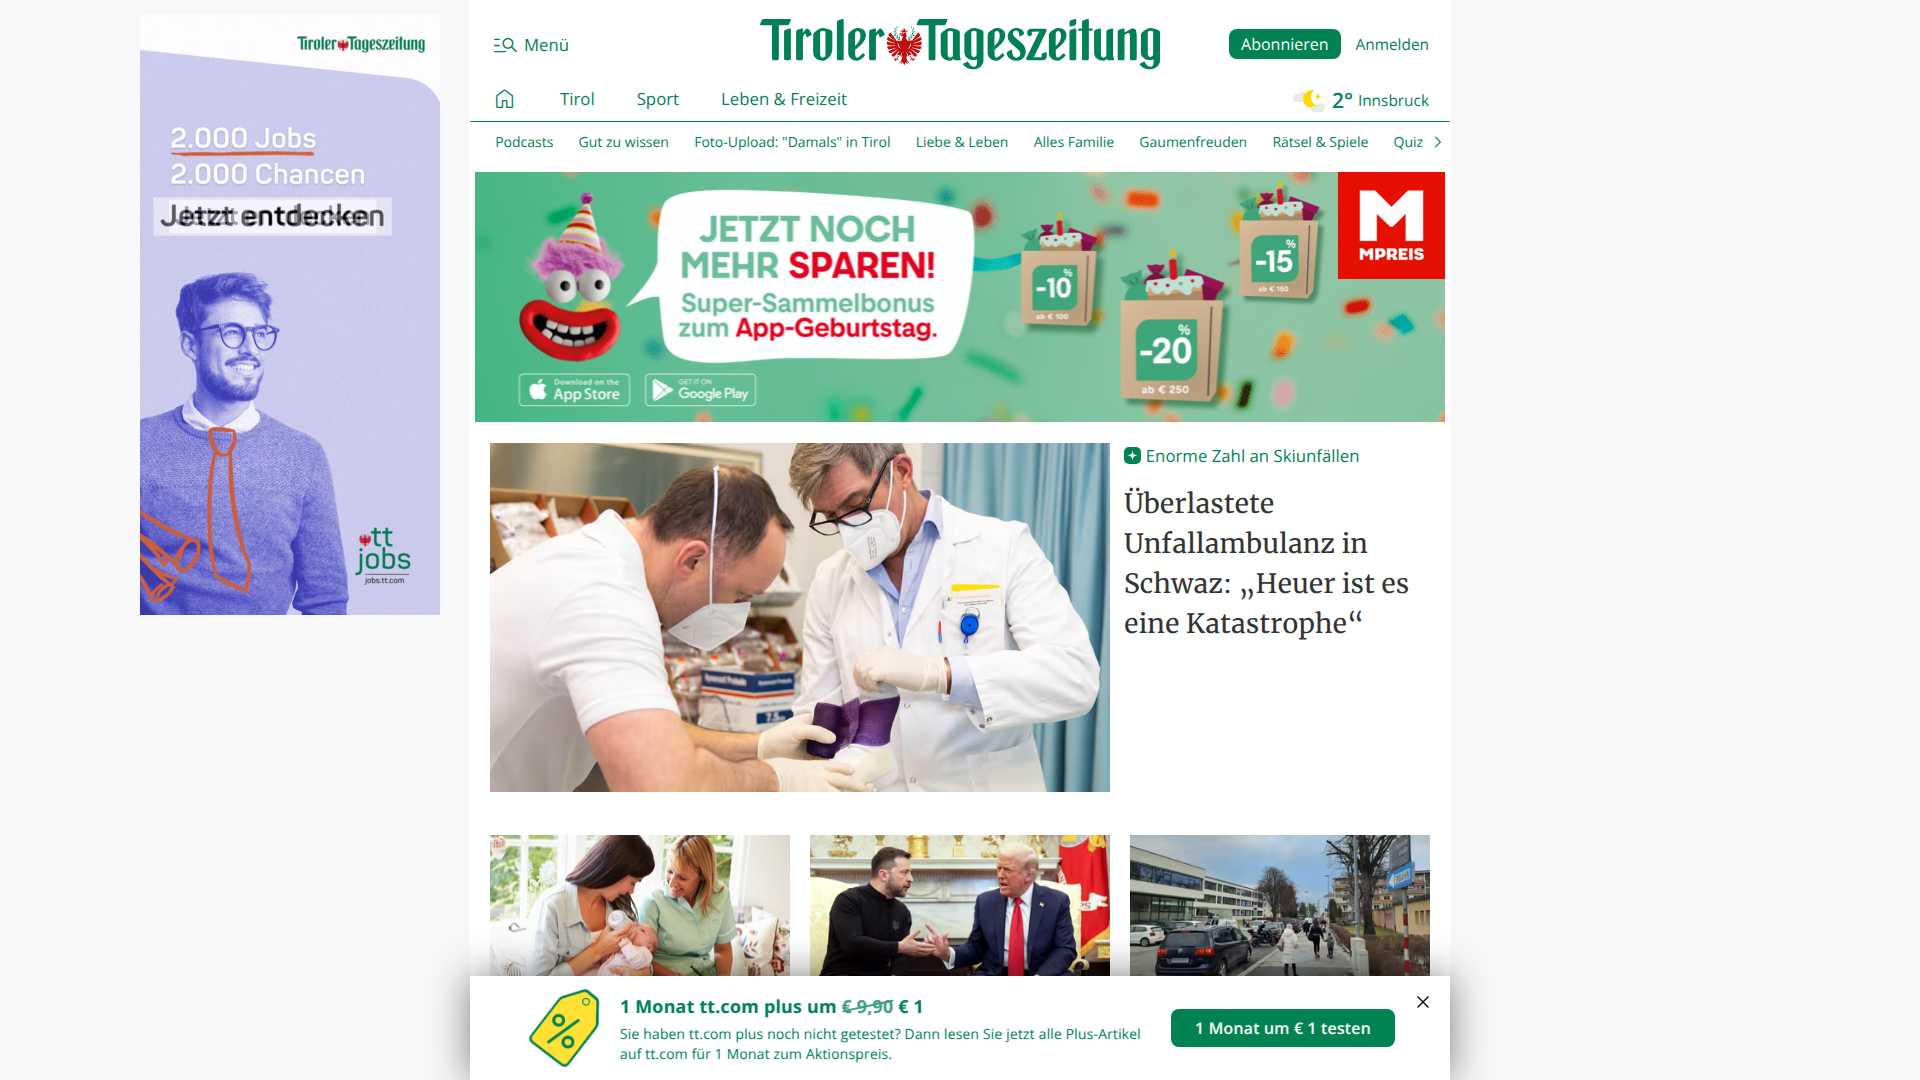 Tiroler Tageszeitung
2.000 Jobs
2.000 Chancen
Jetzt entdecken
tt
jobs
jobs.tt.com
Menü
Tiroler Tageszeitung
Abonnieren
Anmelden
Tirol
Sport
Leben & Freizeit
2° Innsbruck
Podcasts
Gut zu wissen
Foto-Upload: "Damals" in Tirol
Liebe & Leben
Alles Familie
Gaumenfreuden
Rätsel & Spiele
Quiz
JETZT NOCH
MEHR SPAREN!
Super-Sammelbonus
zum App-Geburtstag.
Download on the
App Store
GET IT ON
Google Play
-10%
ab € 100
-20%
ab € 250
-15%
ab € 150
M
MPREIS
Enorme Zahl an Skiunfällen
Überlastete
Unfallambulanz in
Schwaz: „Heuer ist es
eine Katastrophe“
1 Monat tt.com plus um € 9,90 € 1
Sie haben tt.com plus noch nicht getestet? Dann lesen Sie jetzt alle Plus-Artikel
auf tt.com für 1 Monat zum Aktionspreis.
1 Monat um € 1 testen